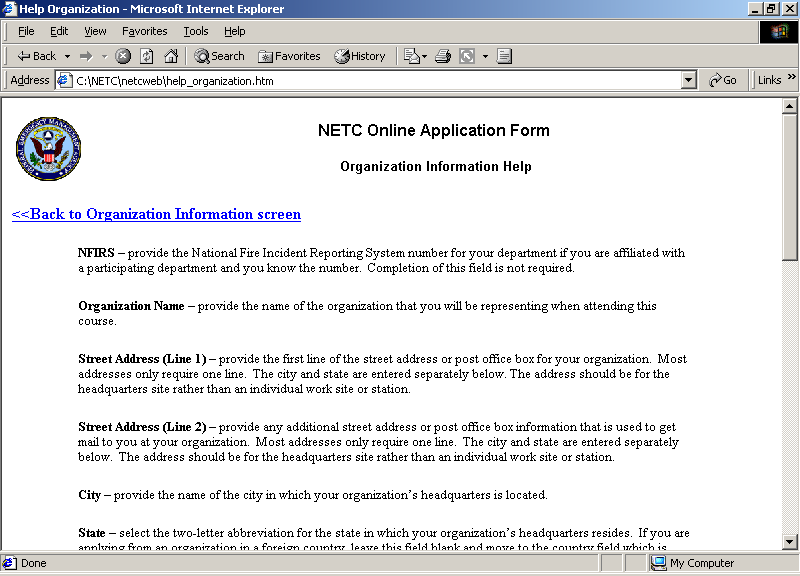 Help Organization - Microsoft Internet Explorer
File Edit View Favorites Tools Help
Back Search Favorites History
Address C:\NETC\netcweb\help_organization.htm Go Links »
NETC Online Application Form
Organization Information Help
<<Back to Organization Information screen
NFIRS – provide the National Fire Incident Reporting System number for your department if you are affiliated with
a participating department and you know the number. Completion of this field is not required.
Organization Name – provide the name of the organization that you will be representing when attending this
course.
Street Address (Line 1) – provide the first line of the street address or post office box for your organization. Most
addresses only require one line. The city and state are entered separately below. The address should be for the
headquarters site rather than an individual work site or station.
Street Address (Line 2) – provide any additional street address or post office box information that is used to get
mail to you at your organization. Most addresses only require one line. The city and state are entered separately
below. The address should be for the headquarters site rather than an individual work site or station.
City – provide the name of the city in which your organization’s headquarters is located.
State – select the two-letter abbreviation for the state in which your organization’s headquarters resides. If you are
applying from an organization in a foreign country, leave this field blank and move to the country field which is
Done My Computer